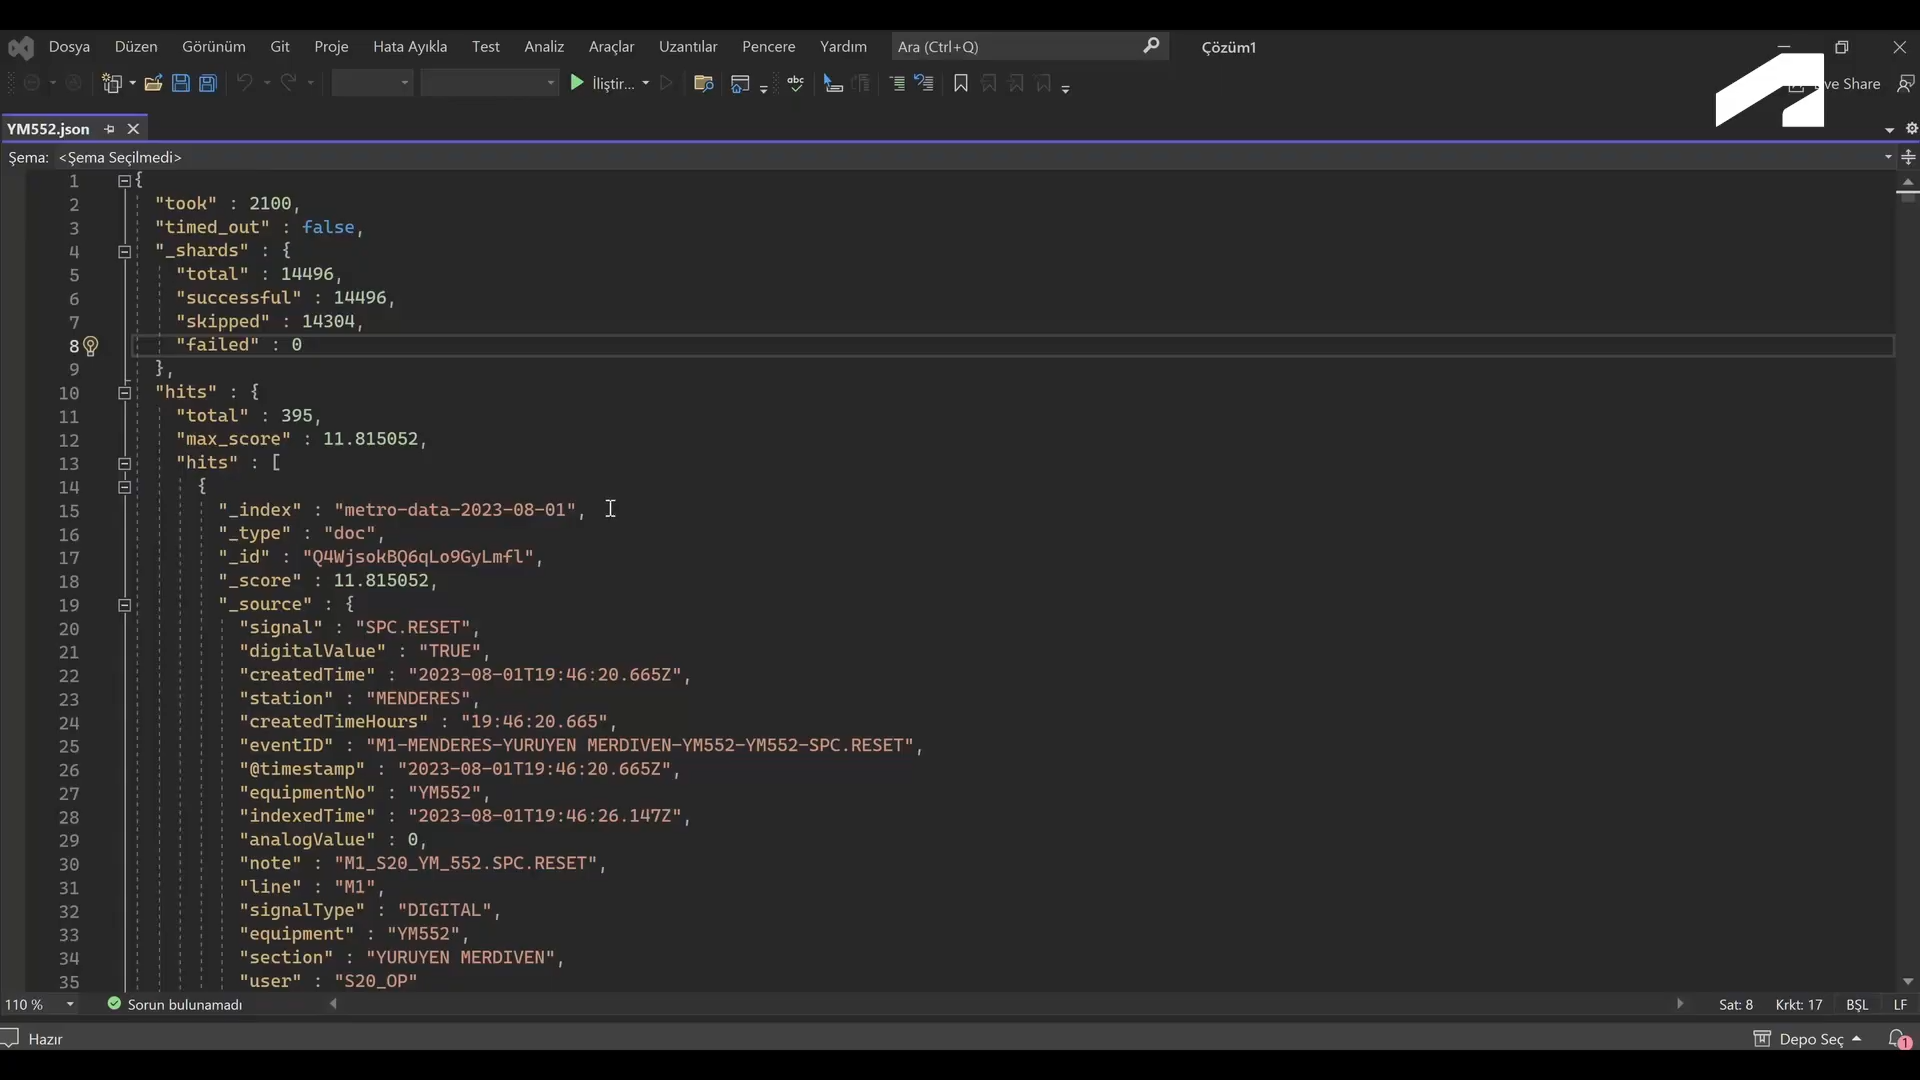 Dosya Düzen Görünüm Git Proje Hata Ayıkla Test Analiz Araçlar Uzantılar Pencere Yardım Ara (Ctrl+Q) Çözüm1
İliştir... abc Share
YM552.json
Şema: <Şema Seçilmedi>
1 {
2 "took" : 2100,
3 "timed_out" : false,
4 "_shards" : {
5 "total" : 14496,
6 "successful" : 14496,
7 "skipped" : 14304,
8 "failed" : 0
9 },
10 "hits" : {
11 "total" : 395,
12 "max_score" : 11.815052,
13 "hits" : [
14 {
15 "_index" : "metro-data-2023-08-01",
16 "_type" : "doc",
17 "_id" : "Q4WjsokBQ6qLo9GyLmfl",
18 "_score" : 11.815052,
19 "_source" : {
20 "signal" : "SPC.RESET",
21 "digitalValue" : "TRUE",
22 "createdTime" : "2023-08-01T19:46:20.665Z",
23 "station" : "MENDERES",
24 "createdTimeHours" : "19:46:20.665",
25 "eventID" : "M1-MENDERES-YURUYEN MERDIVEN-YM552-YM552-SPC.RESET",
26 "@timestamp" : "2023-08-01T19:46:20.665Z",
27 "equipmentNo" : "YM552",
28 "indexedTime" : "2023-08-01T19:46:26.147Z",
29 "analogValue" : 0,
30 "note" : "M1_S20_YM_552.SPC.RESET",
31 "line" : "M1",
32 "signalType" : "DIGITAL",
33 "equipment" : "YM552",
34 "section" : "YURUYEN MERDIVEN",
35 "user" : "S20_OP"
110 % Sorun bulunamadı Sat: 8 Krkt: 17 BŞL LF
Hazır Depo Seç 1